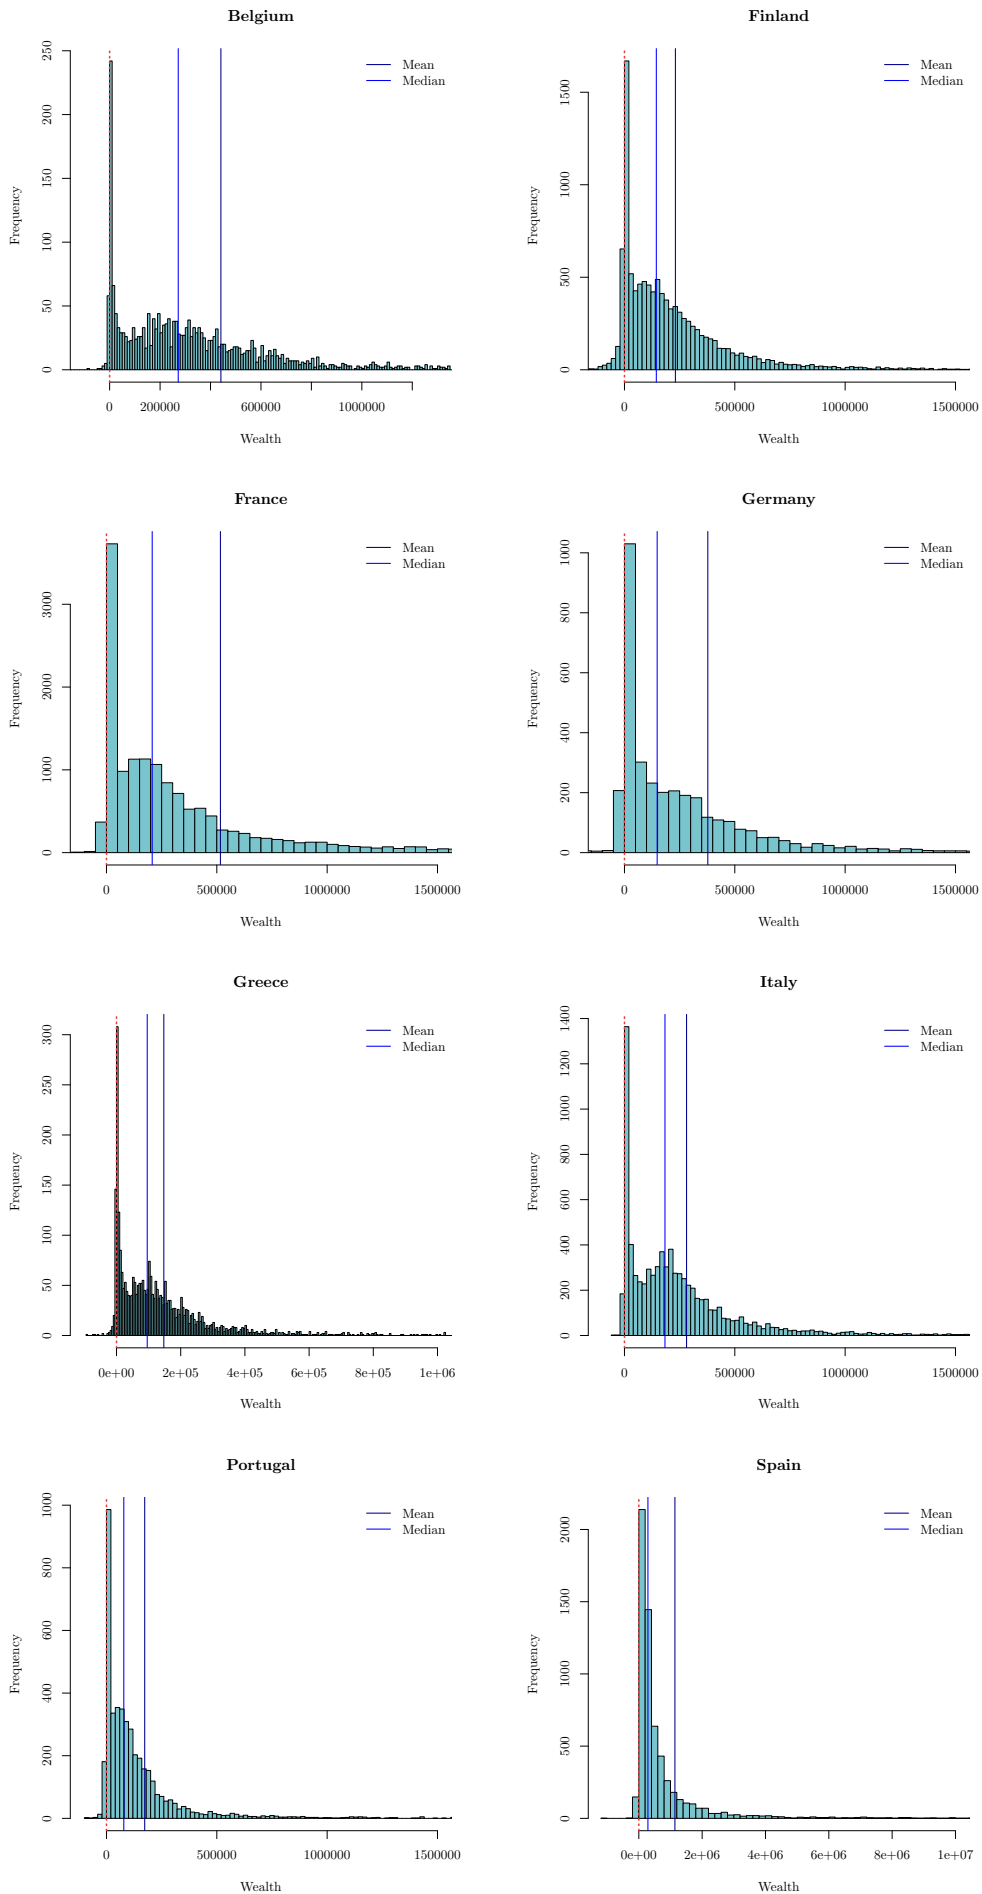 Belgium
Mean
Median
Frequency
0 50 100 150 200 250
0 200000 600000 1000000
Wealth
Finland
Mean
Median
Frequency
0 500 1000 1500
0 500000 1000000 1500000
Wealth
France
Mean
Median
Frequency
0 1000 2000 3000
0 500000 1000000 1500000
Wealth
Germany
Mean
Median
Frequency
0 200 400 600 800 1000
0 500000 1000000 1500000
Wealth
Greece
Mean
Median
Frequency
0 50 100 150 200 250 300
0e+00 2e+05 4e+05 6e+05 8e+05 1e+06
Wealth
Italy
Mean
Median
Frequency
0 200 400 600 800 1000 1200 1400
0 500000 1000000 1500000
Wealth
Portugal
Mean
Median
Frequency
0 200 400 600 800 1000
0 500000 1000000 1500000
Wealth
Spain
Mean
Median
Frequency
0 500 1000 1500 2000
0e+00 2e+06 4e+06 6e+06 8e+06 1e+07
Wealth